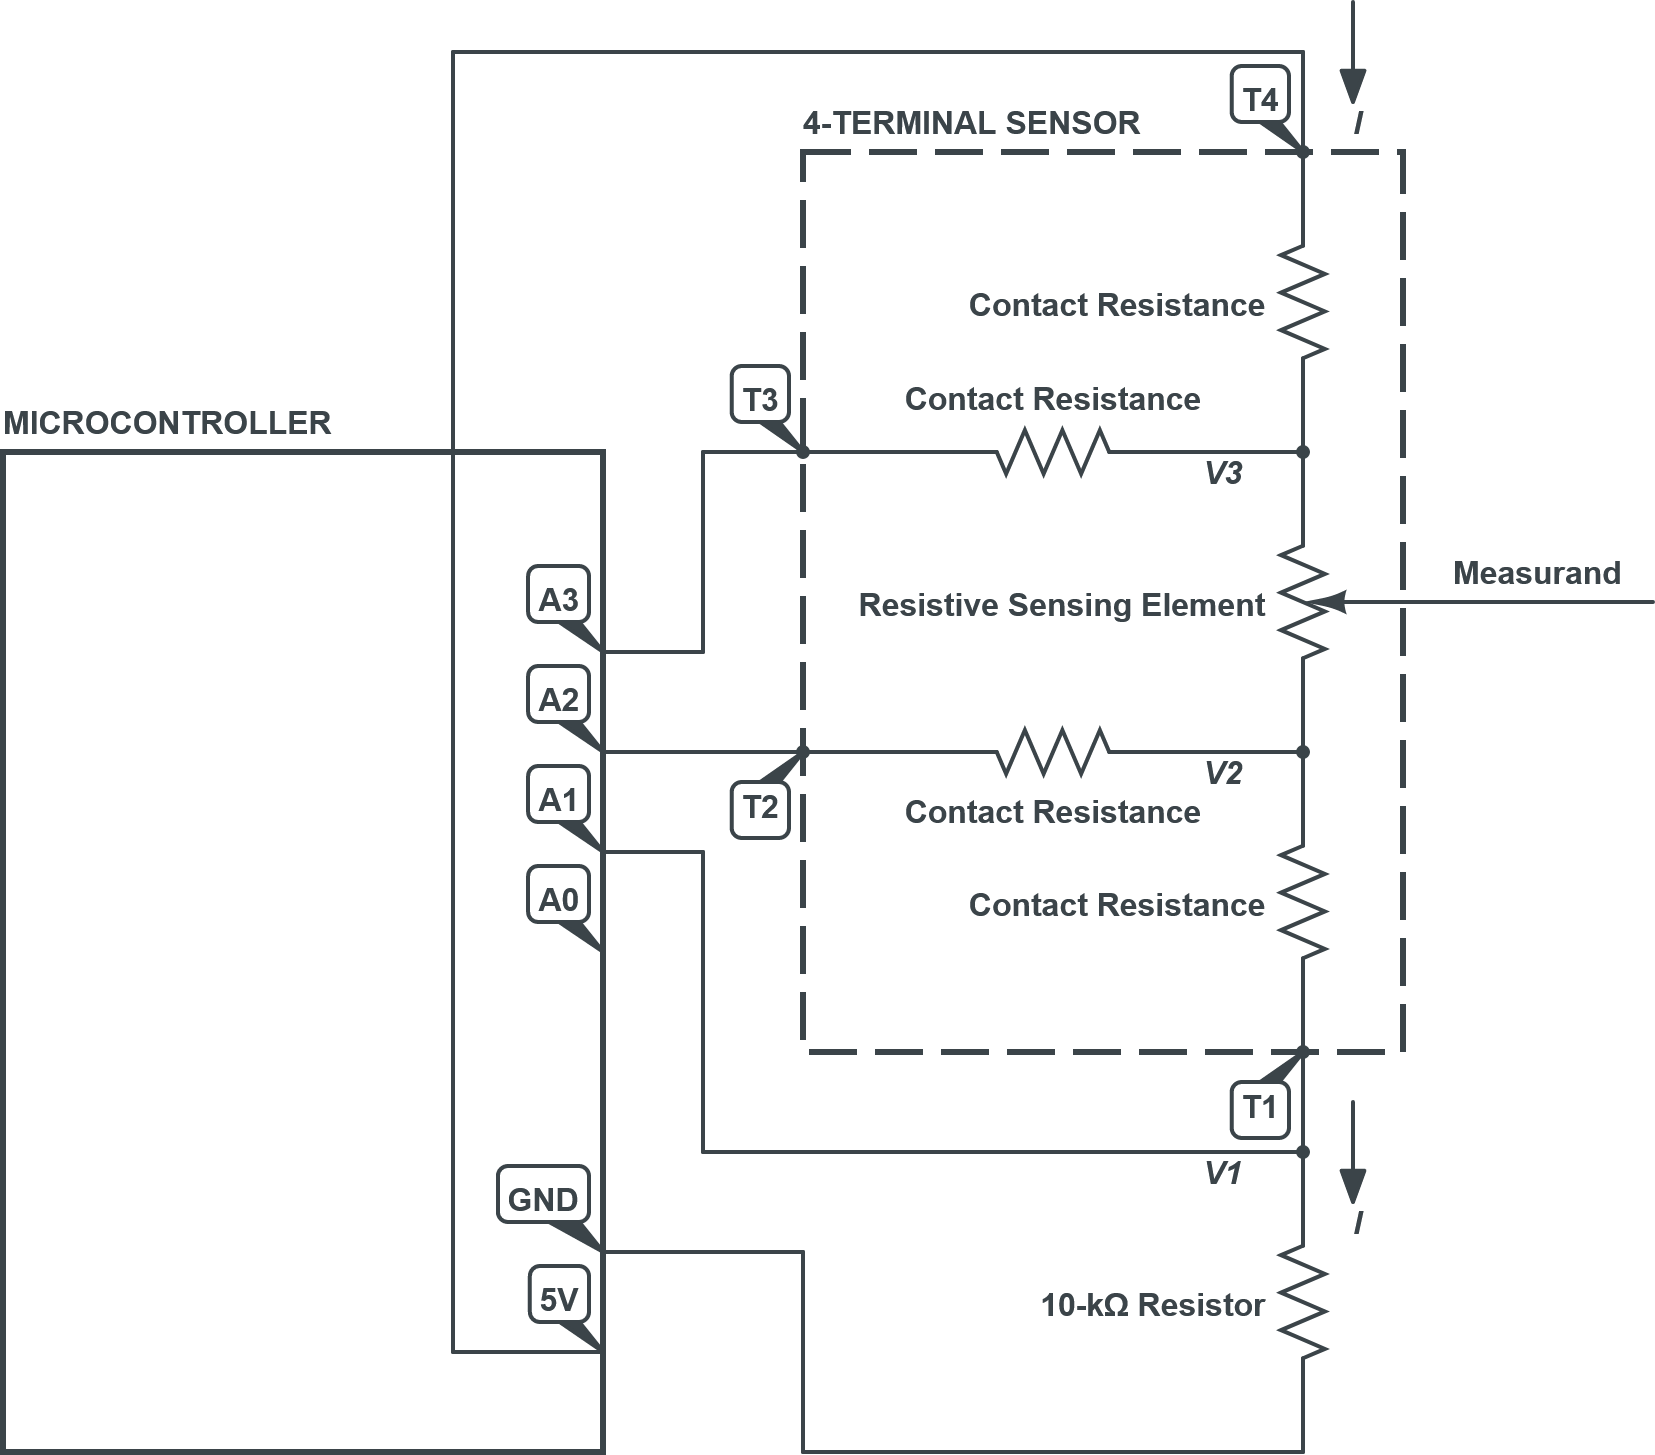 T4
I
4-TERMINAL SENSOR
Contact Resistance
T3
Contact Resistance
MICROCONTROLLER
V3
A3
Measurand
Resistive Sensing Element
A2
V2
A1
T2
Contact Resistance
A0
Contact Resistance
T1
V1
GND
I
5V
10-kΩ Resistor